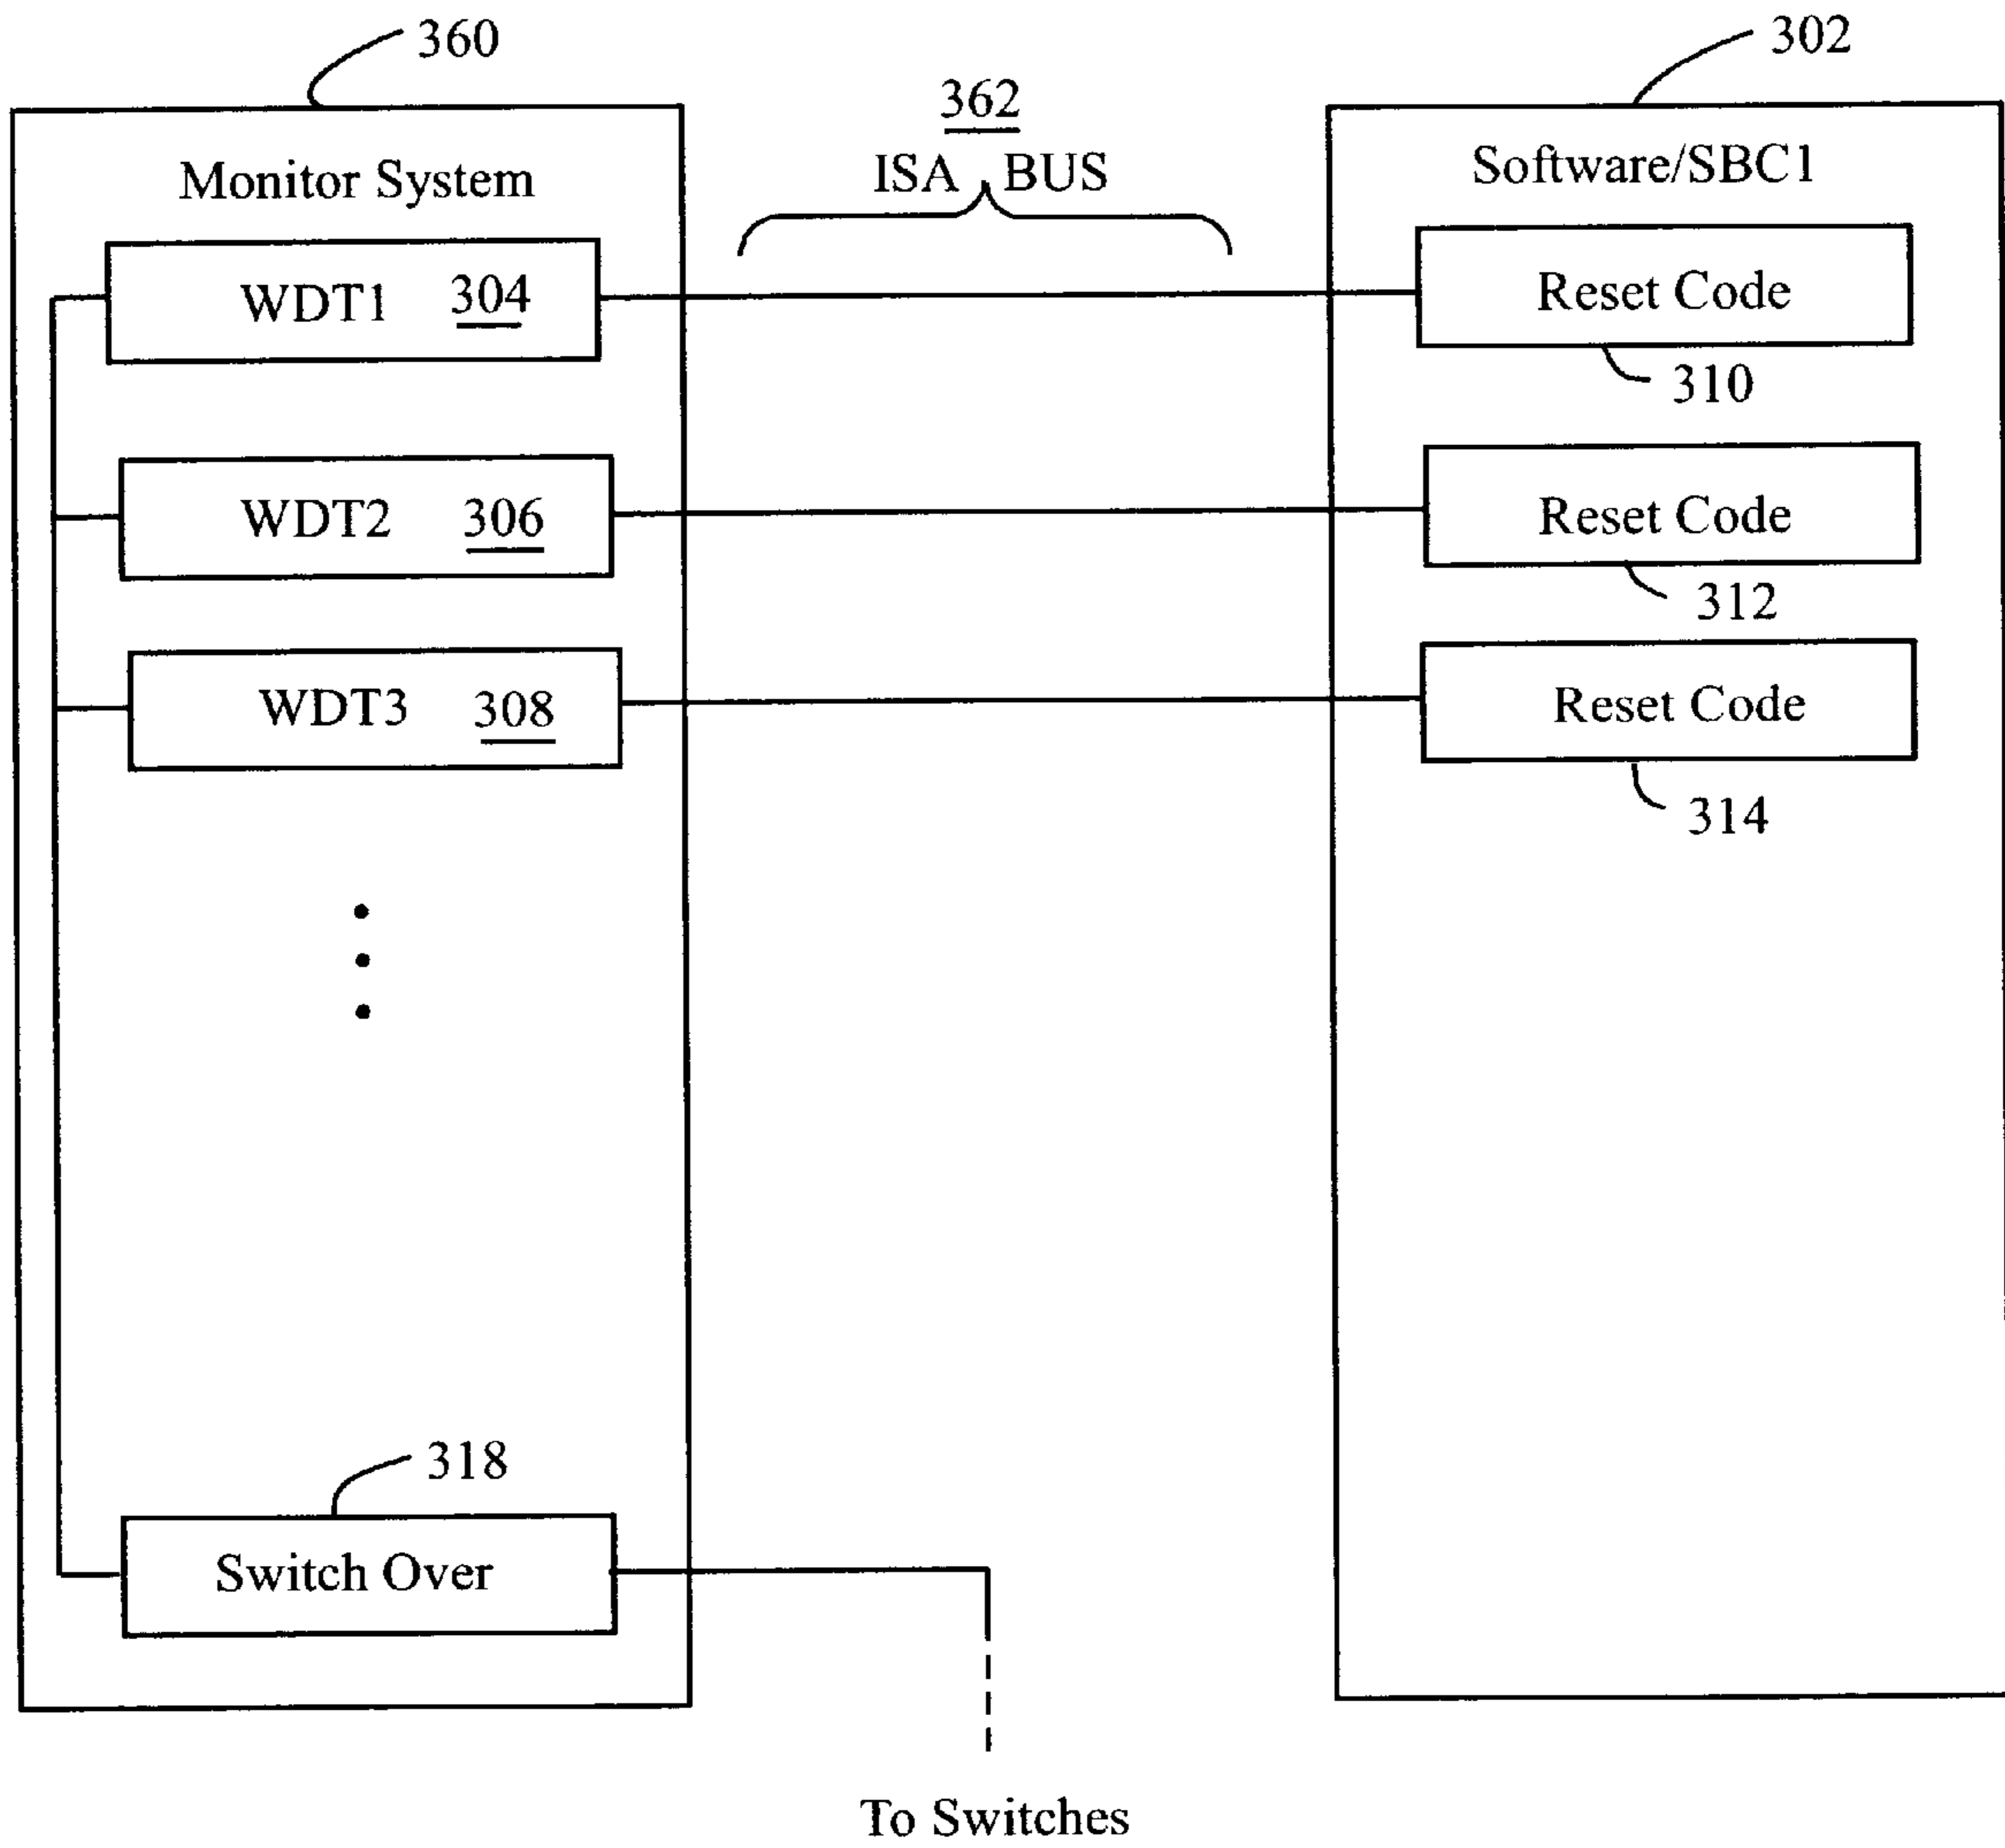 360
302
362
ISA BUS
Monitor System
Software/SBC1
WDT1 304
Reset Code
310
WDT2 306
Reset Code
312
WDT3 308
Reset Code
314
318
Switch Over
To Switches